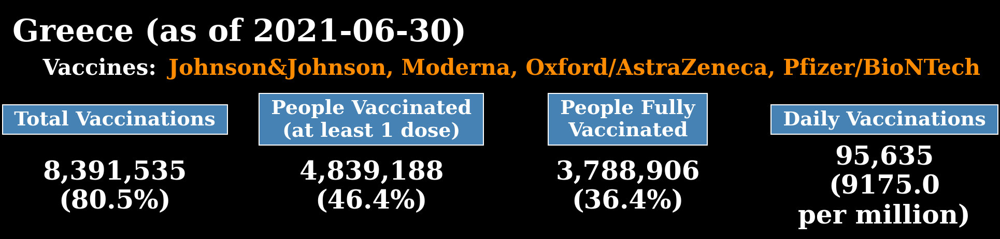 Greece (as of 2021-06-30)
Vaccines: Johnson&Johnson, Moderna, Oxford/AstraZeneca, Pfizer/BioNTech
Total Vaccinations
8,391,535
(80.5%)
People Vaccinated
(at least 1 dose)
4,839,188
(46.4%)
People Fully
Vaccinated
3,788,906
(36.4%)
Daily Vaccinations
95,635
(9175.0
per million)